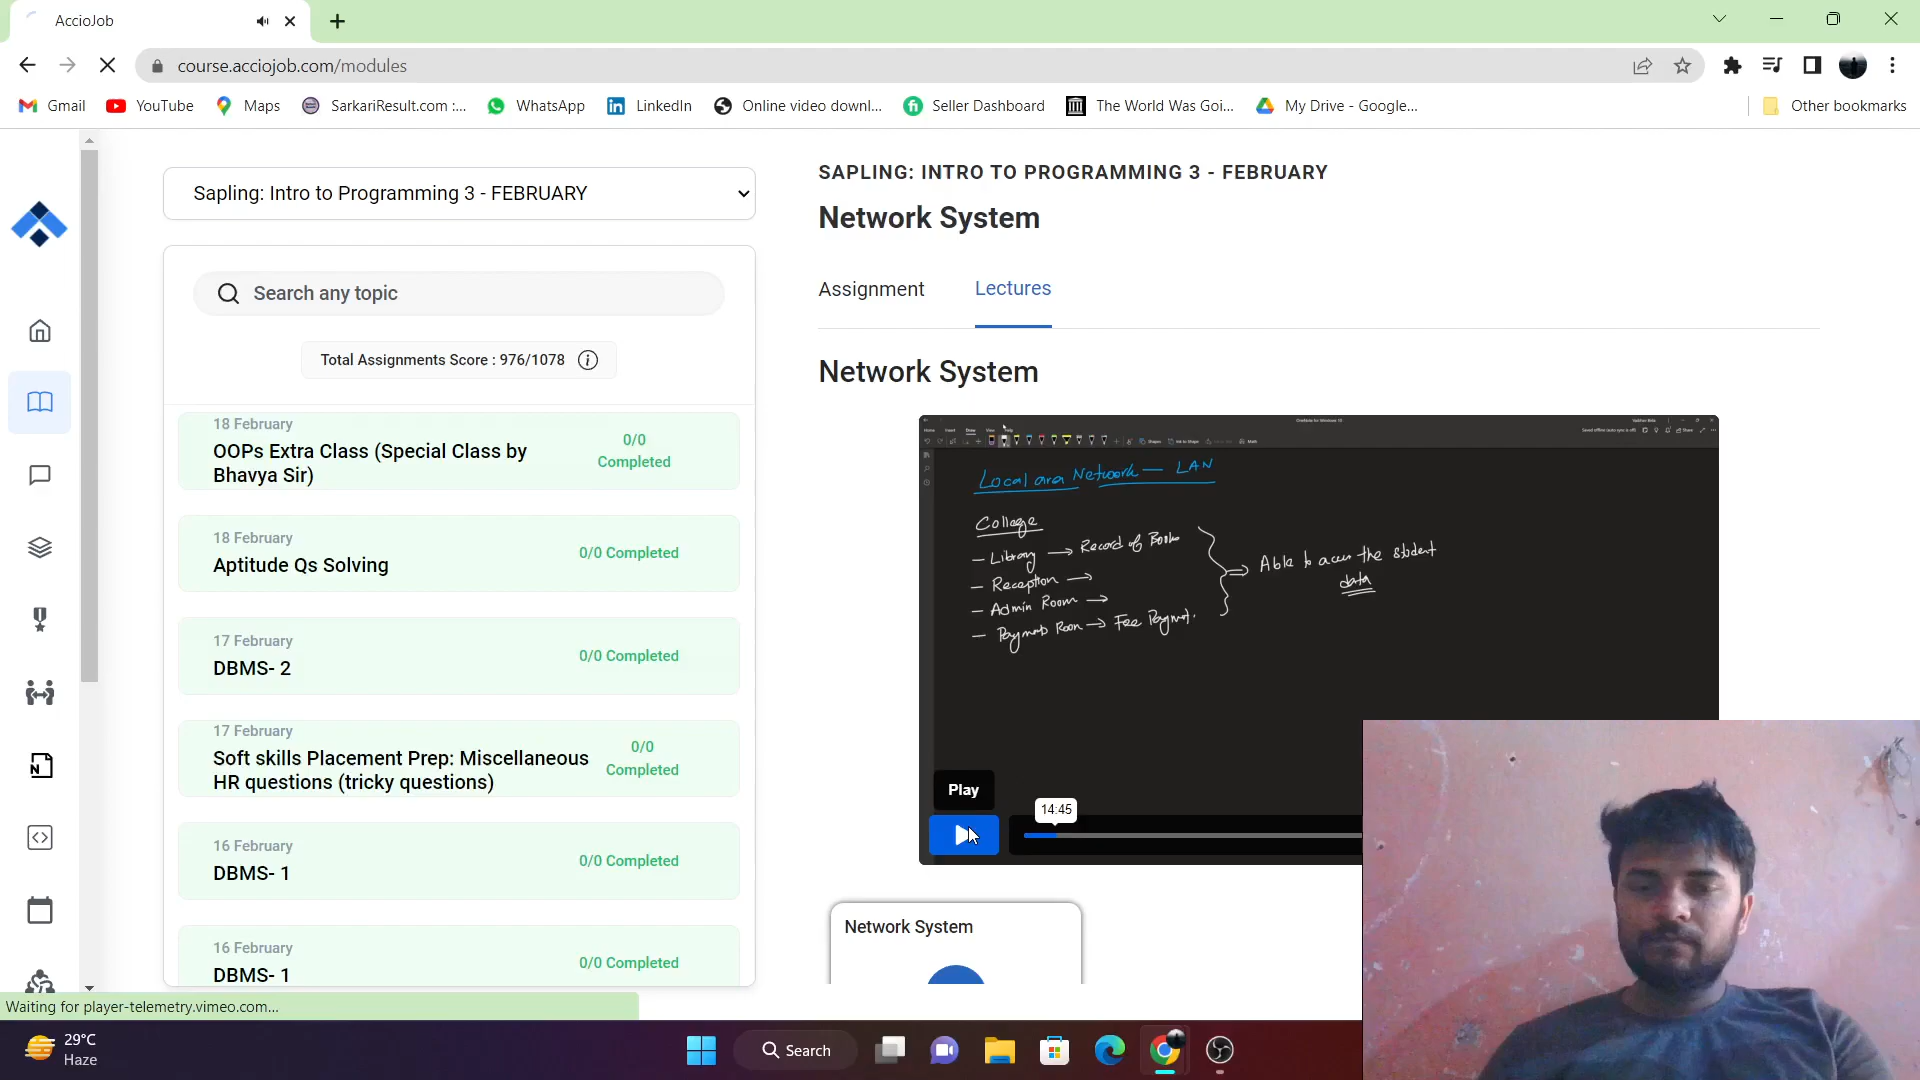 AccioJob
course.acciojob.com/modules
Gmail
YouTube
Maps
SarkariResult.com :...
WhatsApp
LinkedIn
Online video downl...
Seller Dashboard
The World Was Goi...
My Drive - Google...
Other bookmarks
Sapling: Intro to Programming 3 - FEBRUARY
Search any topic
Total Assignments Score : 976/1078
18 February
OOPs Extra Class (Special Class by
Bhavya Sir)
0/0
Completed
18 February
Aptitude Qs Solving
0/0 Completed
17 February
DBMS- 2
0/0 Completed
17 February
Soft skills Placement Prep: Miscellaneous
HR questions (tricky questions)
0/0
Completed
16 February
DBMS- 1
0/0 Completed
16 February
DBMS- 1
0/0 Completed
SAPLING: INTRO TO PROGRAMMING 3 - FEBRUARY
Network System
Assignment
Lectures
Network System
Local area Network — LAN
College
- Library → Record of Books
- Reception →
- Admin Room →
- Payments Room → Fee Paymnt.
⇒ Able to access the student
data
Play
14:45
Network System
Waiting for player-telemetry.vimeo.com...
29°C
Haze
Search